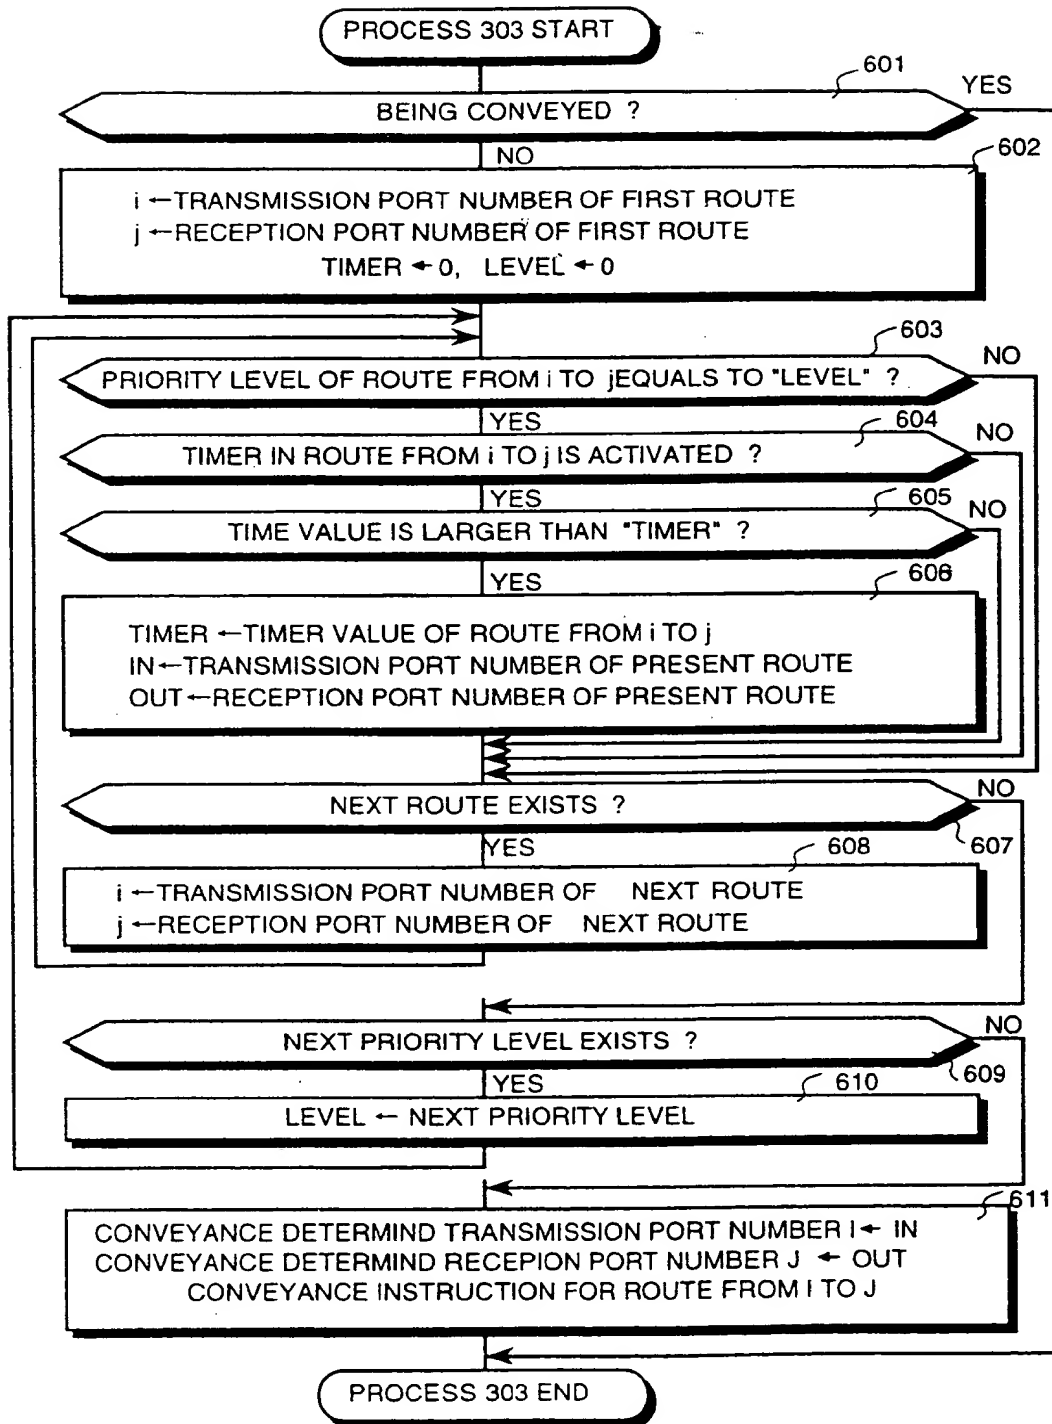 PROCESS 303 START
601
YES
BEING CONVEYED ?
NO
602
i ←TRANSMISSION PORT NUMBER OF FIRST ROUTE
j ←RECEPTION PORT NUMBER OF FIRST ROUTE
TIMER ← 0, LEVEL ← 0
603
NO
PRIORITY LEVEL OF ROUTE FROM i TO jEQUALS TO "LEVEL" ?
YES
604
NO
TIMER IN ROUTE FROM i TO j IS ACTIVATED ?
YES
605
NO
TIME VALUE IS LARGER THAN "TIMER" ?
YES
606
TIMER ←TIMER VALUE OF ROUTE FROM i TO j
IN←TRANSMISSION PORT NUMBER OF PRESENT ROUTE
OUT←RECEPTION PORT NUMBER OF PRESENT ROUTE
NO
NEXT ROUTE EXISTS ?
607
YES
608
i ←TRANSMISSION PORT NUMBER OF NEXT ROUTE
j ←RECEPTION PORT NUMBER OF NEXT ROUTE
NO
NEXT PRIORITY LEVEL EXISTS ?
609
YES
610
LEVEL ← NEXT PRIORITY LEVEL
611
CONVEYANCE DETERMIND TRANSMISSION PORT NUMBER I← IN
CONVEYANCE DETERMIND RECEPION PORT NUMBER J ← OUT
CONVEYANCE INSTRUCTION FOR ROUTE FROM I TO J
PROCESS 303 END